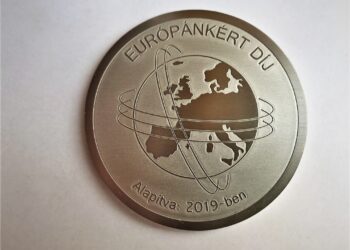 EURÓPÁNKÉRT DÍJ
Alapítva: 2019-ben